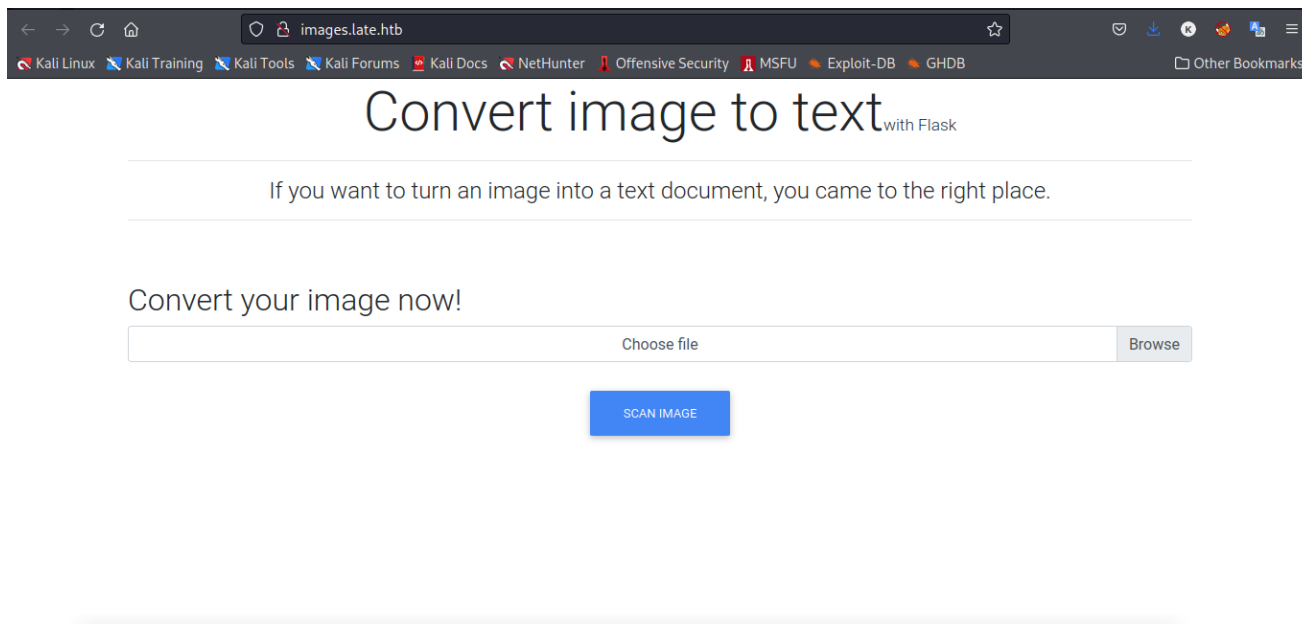 images.late.htb
Kali Linux Kali Training Kali Tools Kali Forums Kali Docs NetHunter Offensive Security MSFU Exploit-DB GHDB Other Bookmarks
Convert image to text with Flask
If you want to turn an image into a text document, you came to the right place.
Convert your image now!
Choose file Browse
SCAN IMAGE